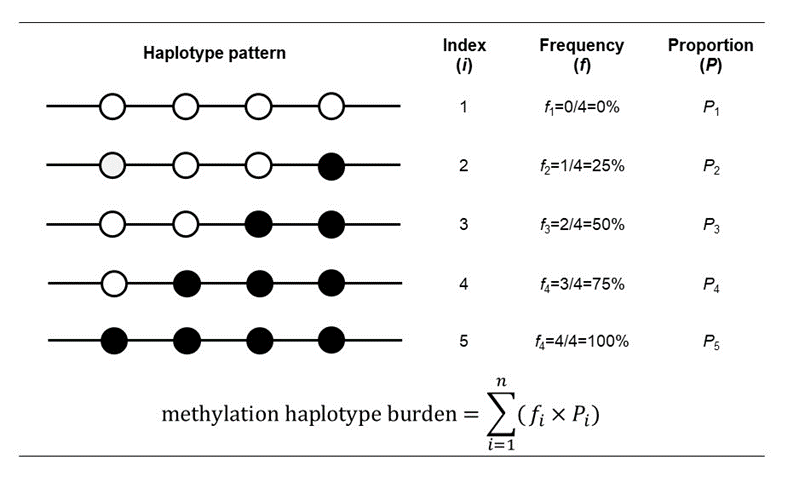 Haplotype pattern Index (i) Frequency (f) Proportion (P)
1 f₁=0/4=0% P₁
2 f₂=1/4=25% P₂
3 f₃=2/4=50% P₃
4 f₄=3/4=75% P₄
5 f₄=4/4=100% P₅
methylation haplotype burden = ∑ⁿᵢ₌₁(fᵢ × Pᵢ)